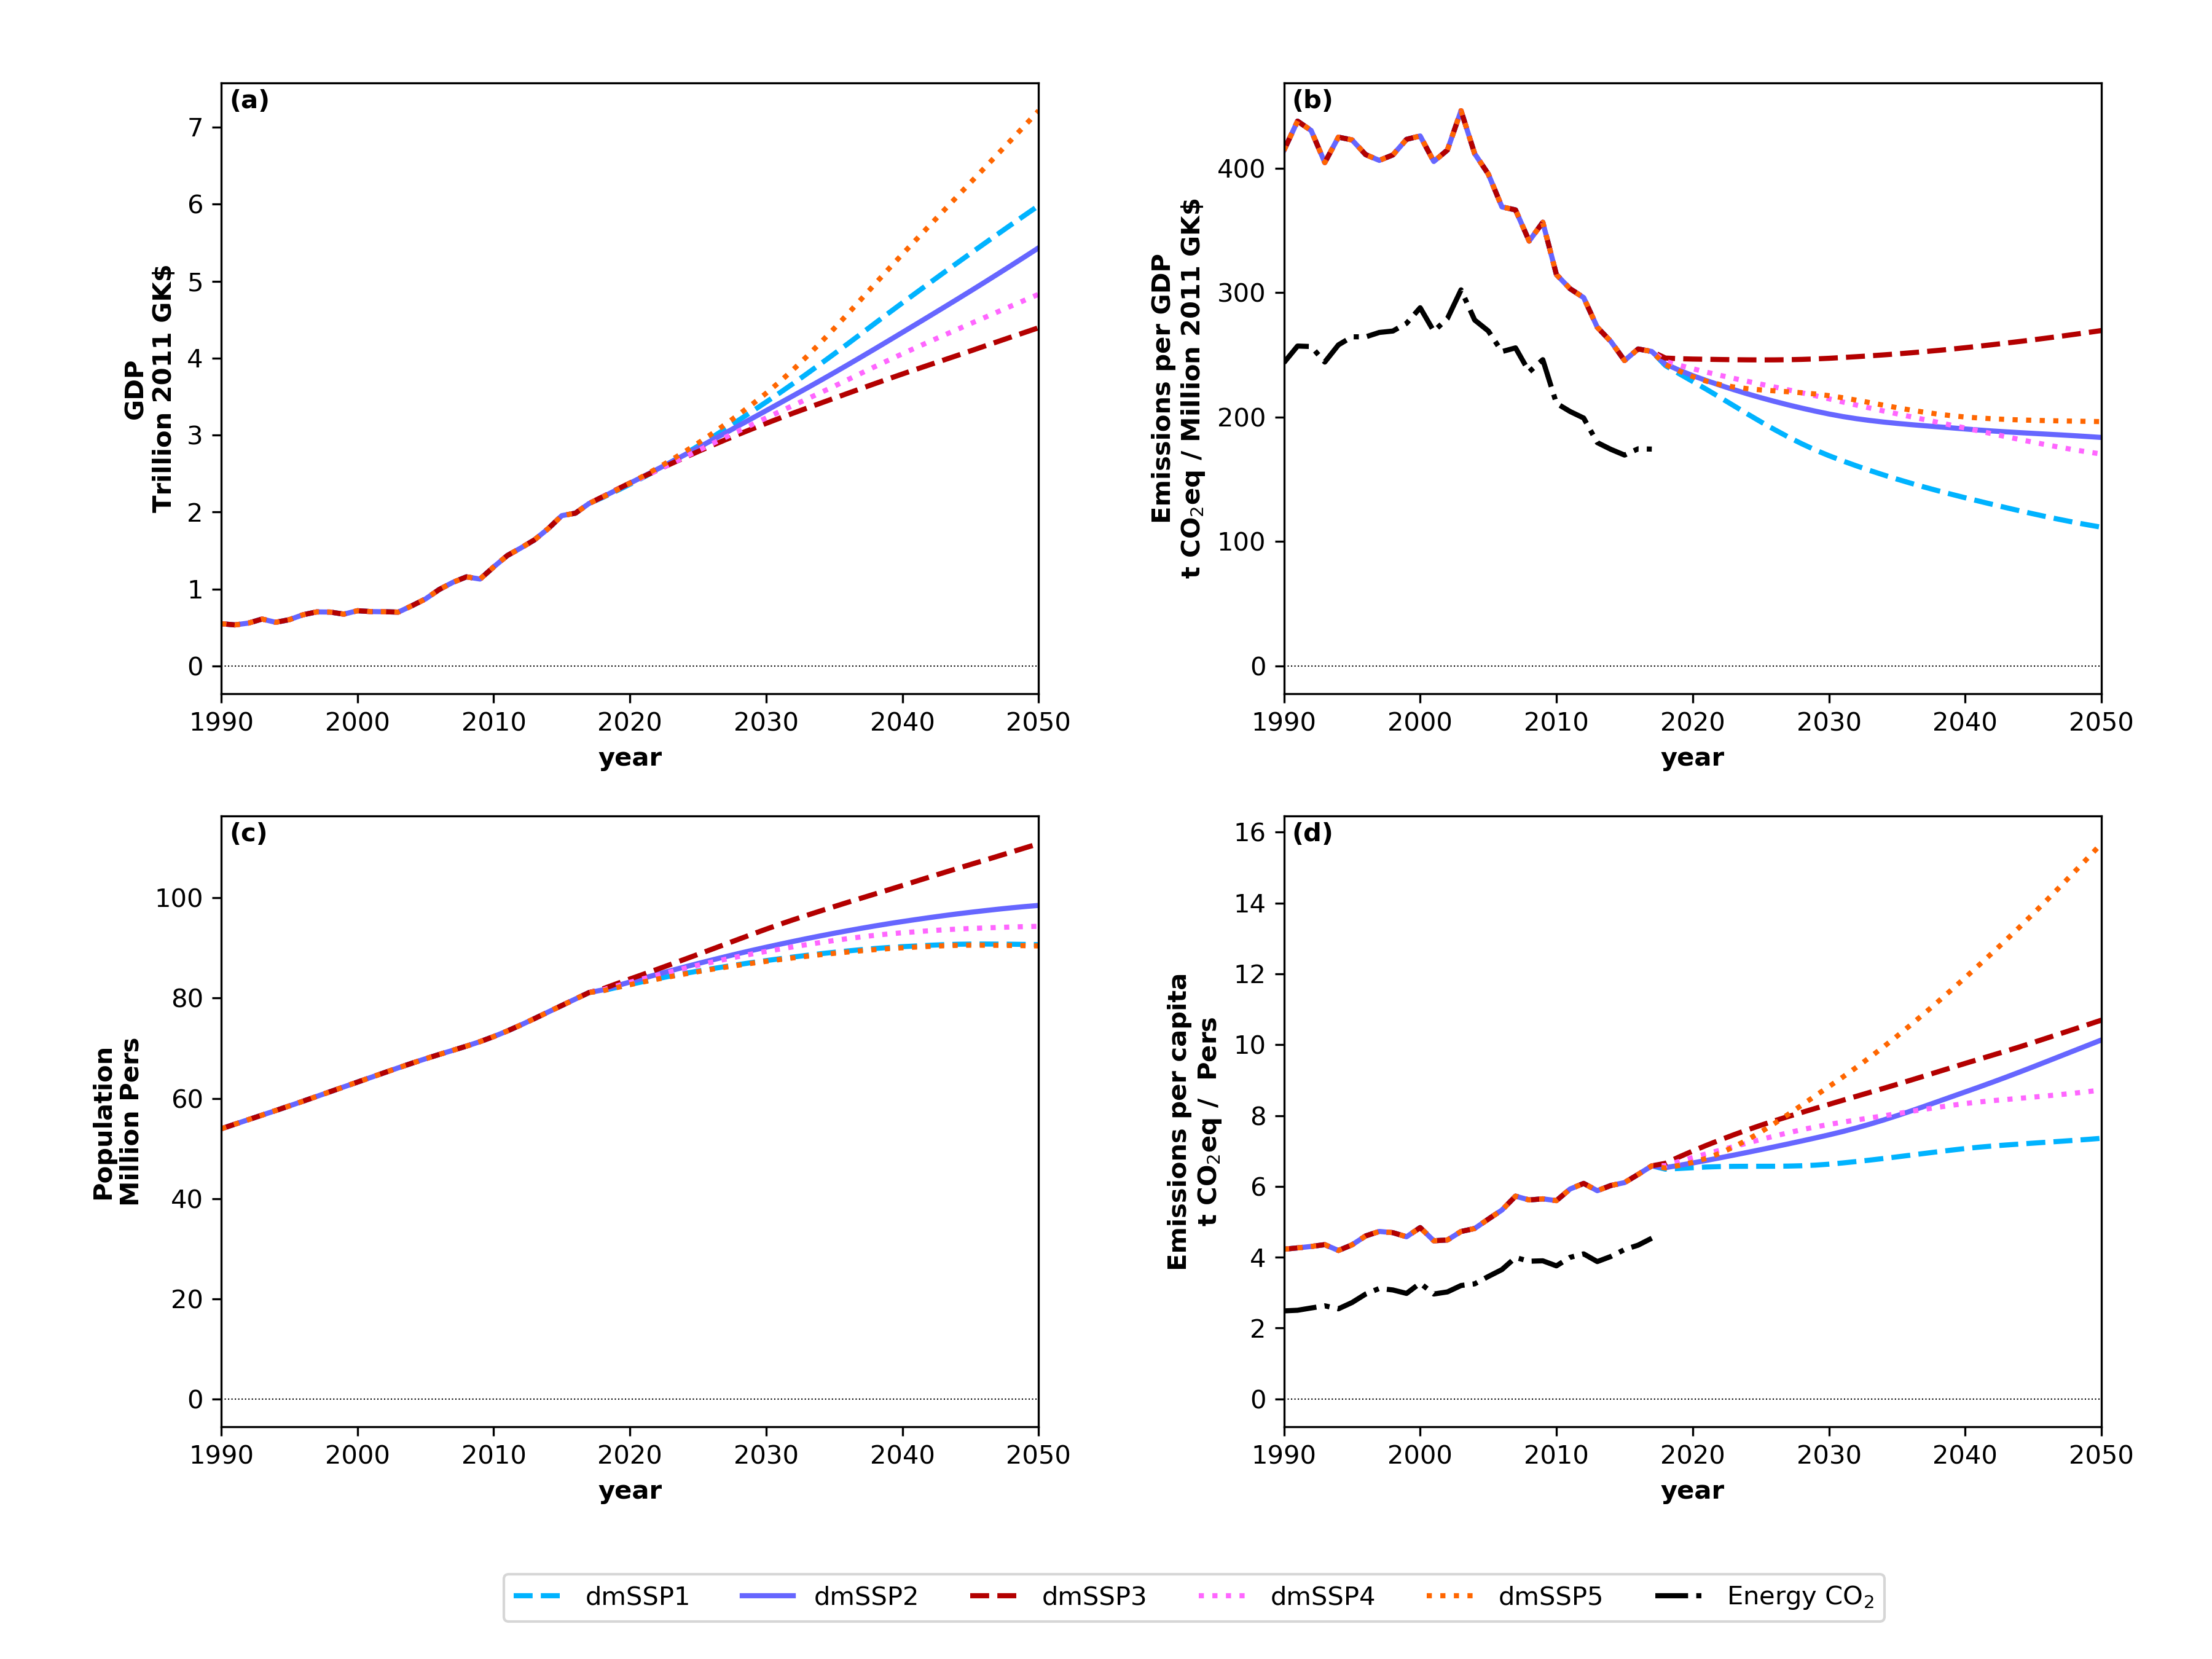 (a)
GDP
Trillion 2011 GK$
7
6
5
4
3
2
1
0
1990 2000 2010 2020 2030 2040 2050
year
(b)
Emissions per GDP
t CO₂eq / Million 2011 GK$
400
300
200
100
0
1990 2000 2010 2020 2030 2040 2050
year
(c)
Population
Million Pers
100
80
60
40
20
0
1990 2000 2010 2020 2030 2040 2050
year
(d)
Emissions per capita
t CO₂eq / Pers
16
14
12
10
8
6
4
2
0
1990 2000 2010 2020 2030 2040 2050
year
dmSSP1 dmSSP2 dmSSP3 dmSSP4 dmSSP5 Energy CO₂